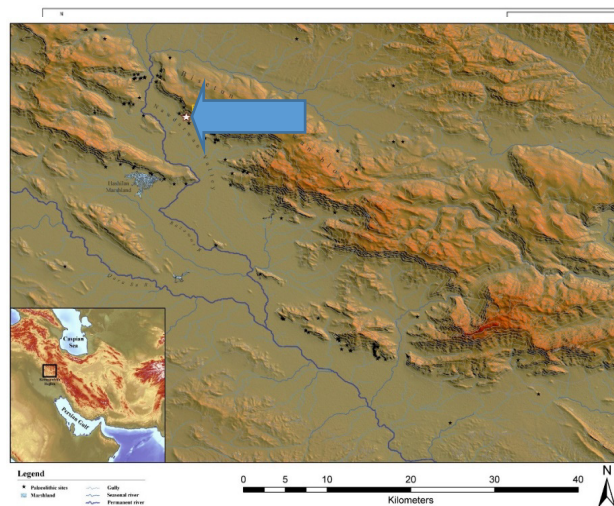 Hashilan
Marshland
Caspian
Sea
Persian Gulf
Legend
Paleolithic sites
Marshland
Gully
Seasonal river
Permanent river
0 5 10 20 30 40
Kilometers
N